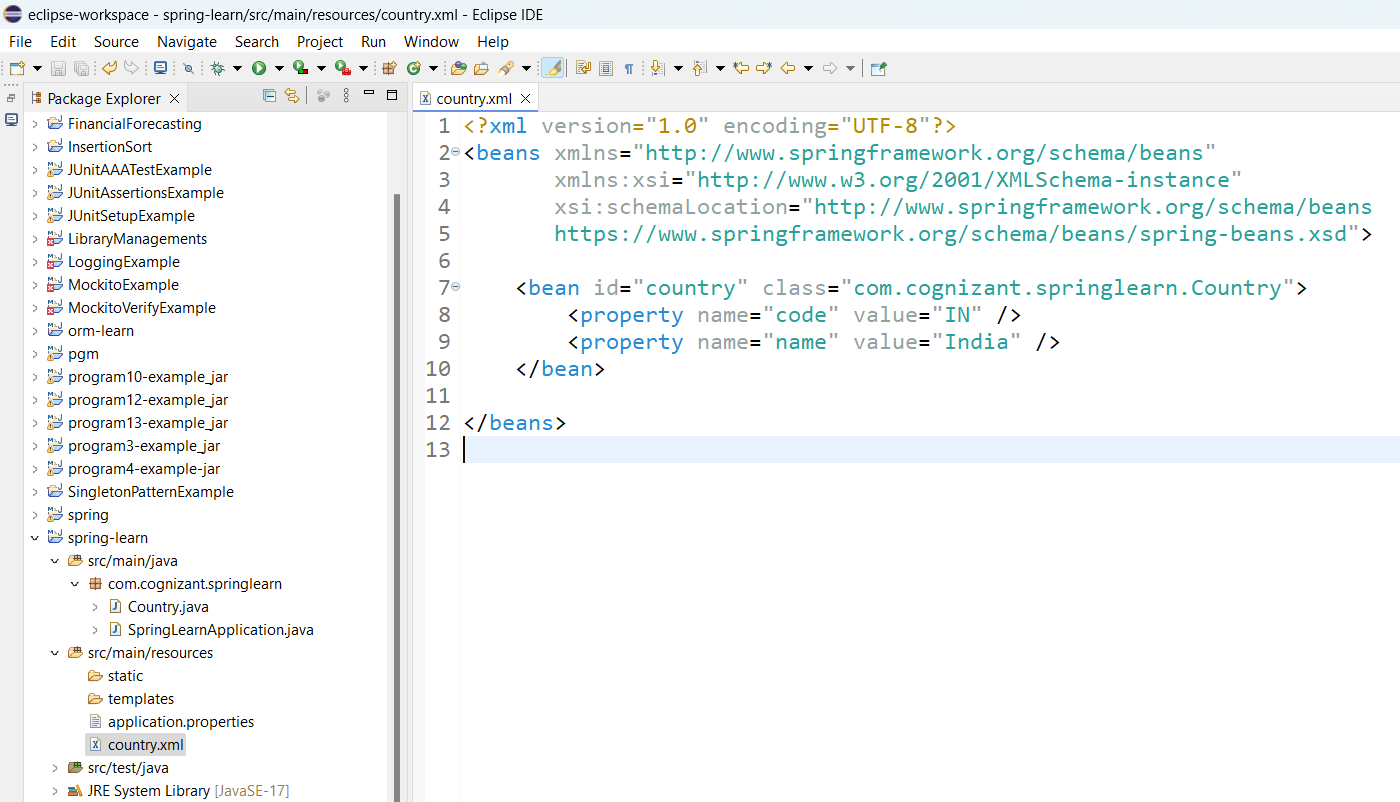 eclipse-workspace - spring-learn/src/main/resources/country.xml - Eclipse IDE
File Edit Source Navigate Search Project Run Window Help
Package Explorer
FinancialForecasting
InsertionSort
JUnitAAATestExample
JUnitAssertionsExample
JUnitSetupExample
LibraryManagements
LoggingExample
MockitoExample
MockitoVerifyExample
orm-learn
pgm
program10-example_jar
program12-example_jar
program13-example_jar
program3-example_jar
program4-example-jar
SingletonPatternExample
spring
spring-learn
src/main/java
com.cognizant.springlearn
Country.java
SpringLearnApplication.java
src/main/resources
static
templates
application.properties
country.xml
src/test/java
JRE System Library [JavaSE-17]
country.xml
1 <?xml version="1.0" encoding="UTF-8"?>
2 <beans xmlns="http://www.springframework.org/schema/beans"
3 xmlns:xsi="http://www.w3.org/2001/XMLSchema-instance"
4 xsi:schemaLocation="http://www.springframework.org/schema/beans
5 https://www.springframework.org/schema/beans/spring-beans.xsd">
6
7 <bean id="country" class="com.cognizant.springlearn.Country">
8 <property name="code" value="IN" />
9 <property name="name" value="India" />
10 </bean>
11
12 </beans>
13